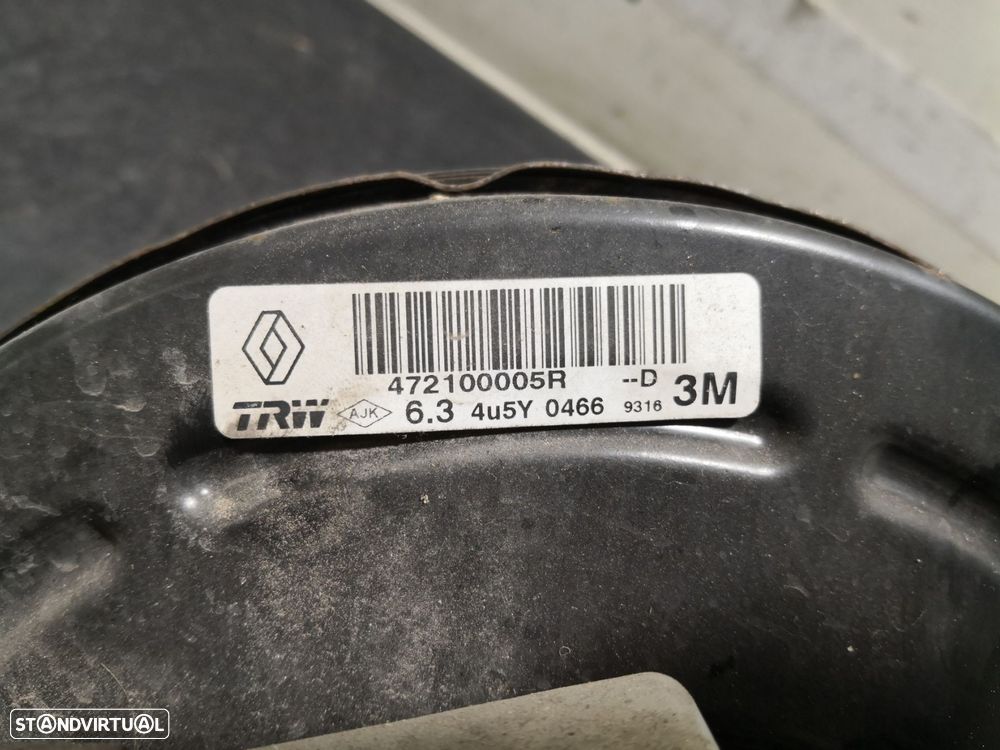 472100005R --D 3M
TRW AJK 6.3 4u5Y 0466 9316
STANDVIRTUAL